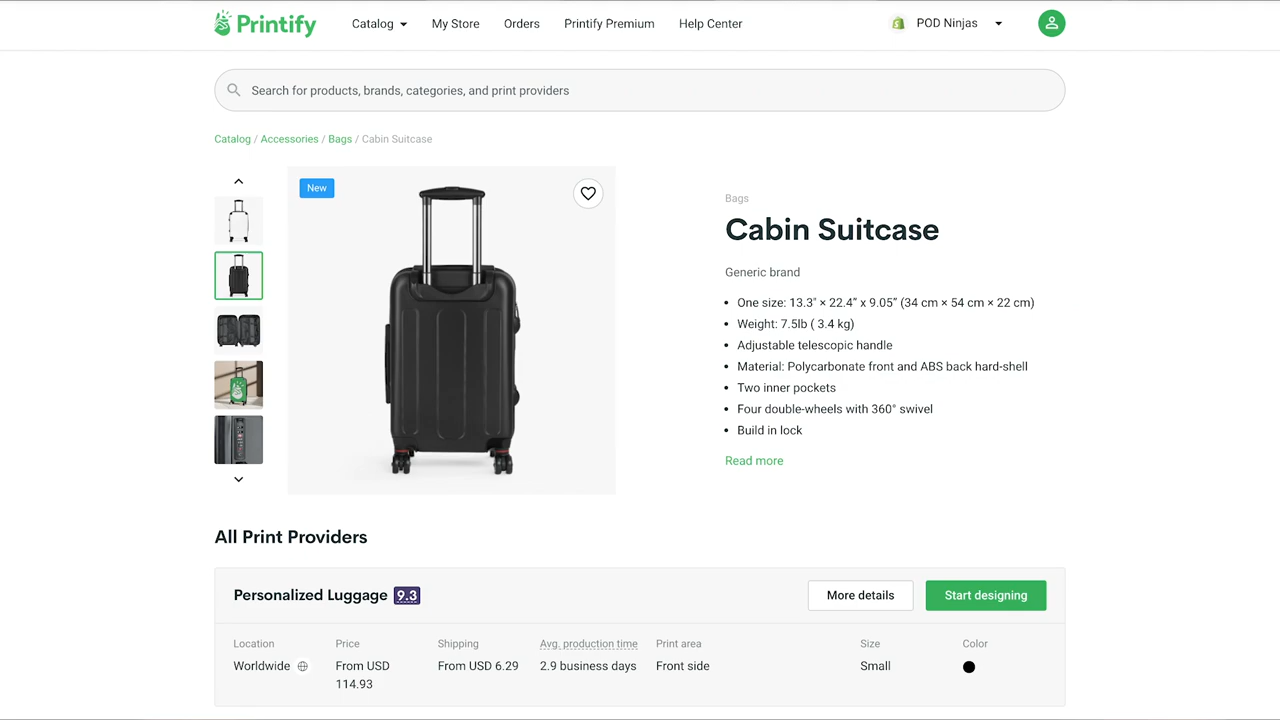 Printify
Catalog
My Store
Orders
Printify Premium
Help Center
POD Ninjas
Search for products, brands, categories, and print providers
Catalog / Accessories / Bags / Cabin Suitcase
New
Bags
Cabin Suitcase
Generic brand
One size: 13.3" × 22.4” x 9.05” (34 cm × 54 cm × 22 cm)
Weight: 7.5lb ( 3.4 kg)
Adjustable telescopic handle
Material: Polycarbonate front and ABS back hard-shell
Two inner pockets
Four double-wheels with 360° swivel
Build in lock
Read more
All Print Providers
Personalized Luggage 9.3
More details
Start designing
Location
Price
Shipping
Avg. production time
Print area
Size
Color
Worldwide
From USD 114.93
From USD 6.29
2.9 business days
Front side
Small